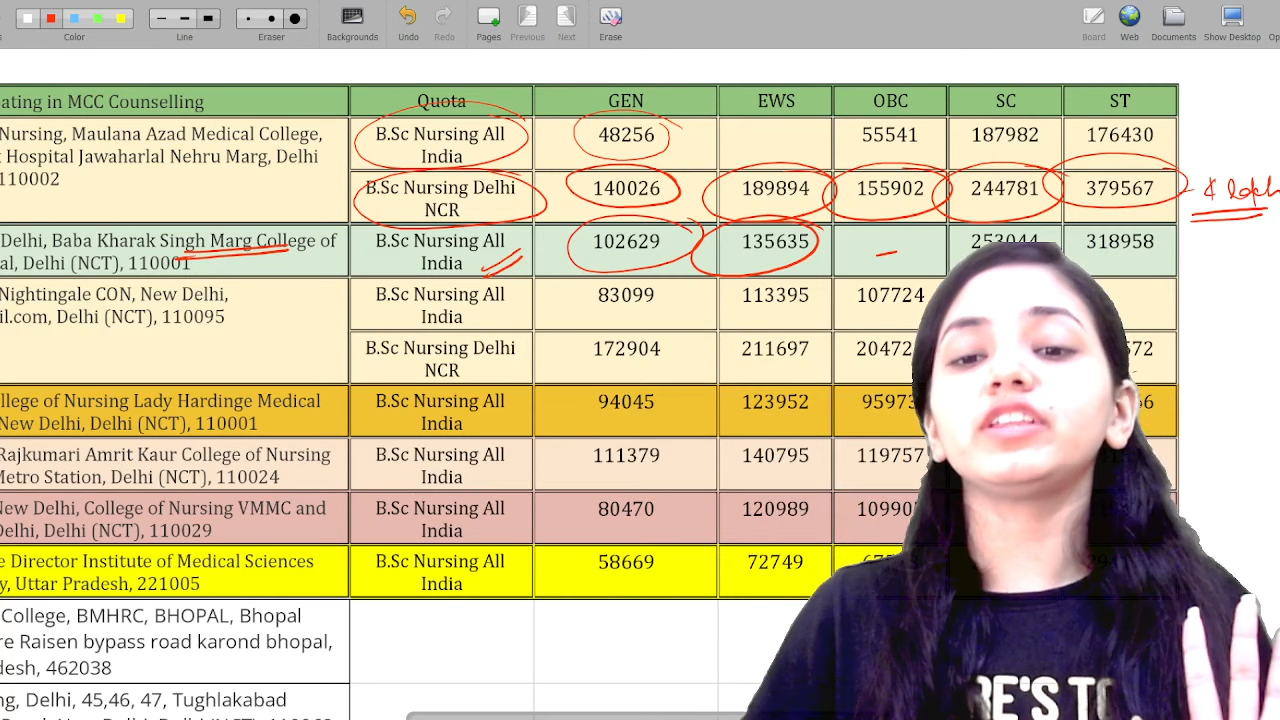 Color
Line
Eraser
Backgrounds
Undo
Redo
Pages
Previous
Next
Erase
Board
Web
Documents
Show Desktop
ating in MCC Counselling Quota GEN EWS OBC SC ST
Nursing, Maulana Azad Medical College,
Hospital Jawaharlal Nehru Marg, Delhi
110002
B.Sc Nursing All
India
48256 55541 187982 176430
B.Sc Nursing Delhi
NCR
140026 189894 155902 244781 379567
Delhi, Baba Kharak Singh Marg College of
al, Delhi (NCT), 110001
B.Sc Nursing All
India
102629 135635 253044 318958
Nightingale CON, New Delhi,
il.com, Delhi (NCT), 110095
B.Sc Nursing All
India
83099 113395 107724
B.Sc Nursing Delhi
NCR
172904 211697 20472
llege of Nursing Lady Hardinge Medical
New Delhi, Delhi (NCT), 110001
B.Sc Nursing All
India
94045 123952 95973
Rajkumari Amrit Kaur College of Nursing
Metro Station, Delhi (NCT), 110024
B.Sc Nursing All
India
111379 140795 119757
New Delhi, College of Nursing VMMC and
Delhi, Delhi (NCT), 110029
B.Sc Nursing All
India
80470 120989 10990
e Director Institute of Medical Sciences
y, Uttar Pradesh, 221005
B.Sc Nursing All
India
58669 72749
College, BMHRC, BHOPAL, Bhopal
re Raisen bypass road karond bhopal,
desh, 462038
ng, Delhi, 45,46, 47, Tughlakabad